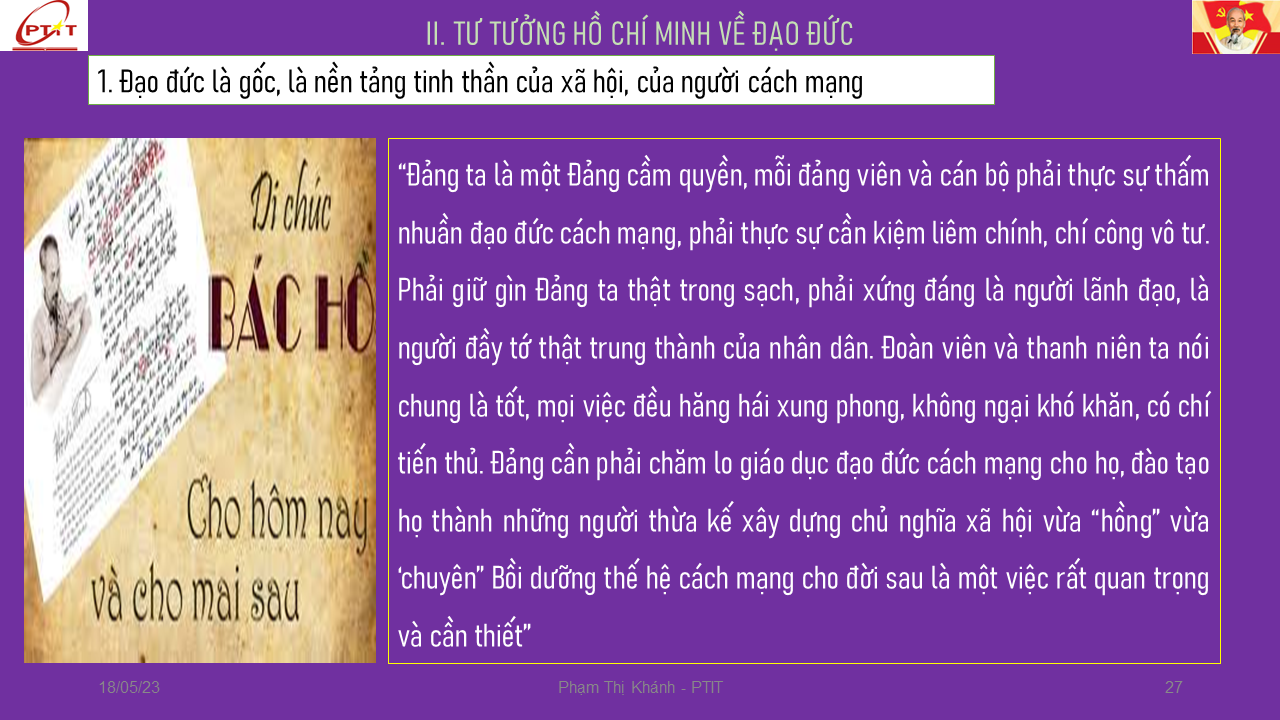 PTIT
II. TƯ TƯỞNG HỒ CHÍ MINH VỀ ĐẠO ĐỨC
1. Đạo đức là gốc, là nền tảng tinh thần của xã hội, của người cách mạng
Di chúc
BÁC HỒ
Cho hôm nay
và cho mai sau
“Đảng ta là một Đảng cầm quyền, mỗi đảng viên và cán bộ phải thực sự thấm
nhuần đạo đức cách mạng, phải thực sự cần kiệm liêm chính, chí công vô tư.
Phải giữ gìn Đảng ta thật trong sạch, phải xứng đáng là người lãnh đạo, là
người đầy tớ thật trung thành của nhân dân. Đoàn viên và thanh niên ta nói
chung là tốt, mọi việc đều hăng hái xung phong, không ngại khó khăn, có chí
tiến thủ. Đảng cần phải chăm lo giáo dục đạo đức cách mạng cho họ, đào tạo
họ thành những người thừa kế xây dựng chủ nghĩa xã hội vừa “hồng” vừa
‘chuyên” Bồi dưỡng thế hệ cách mạng cho đời sau là một việc rất quan trọng
và cần thiết”
18/05/23
Phạm Thị Khánh - PTIT
27